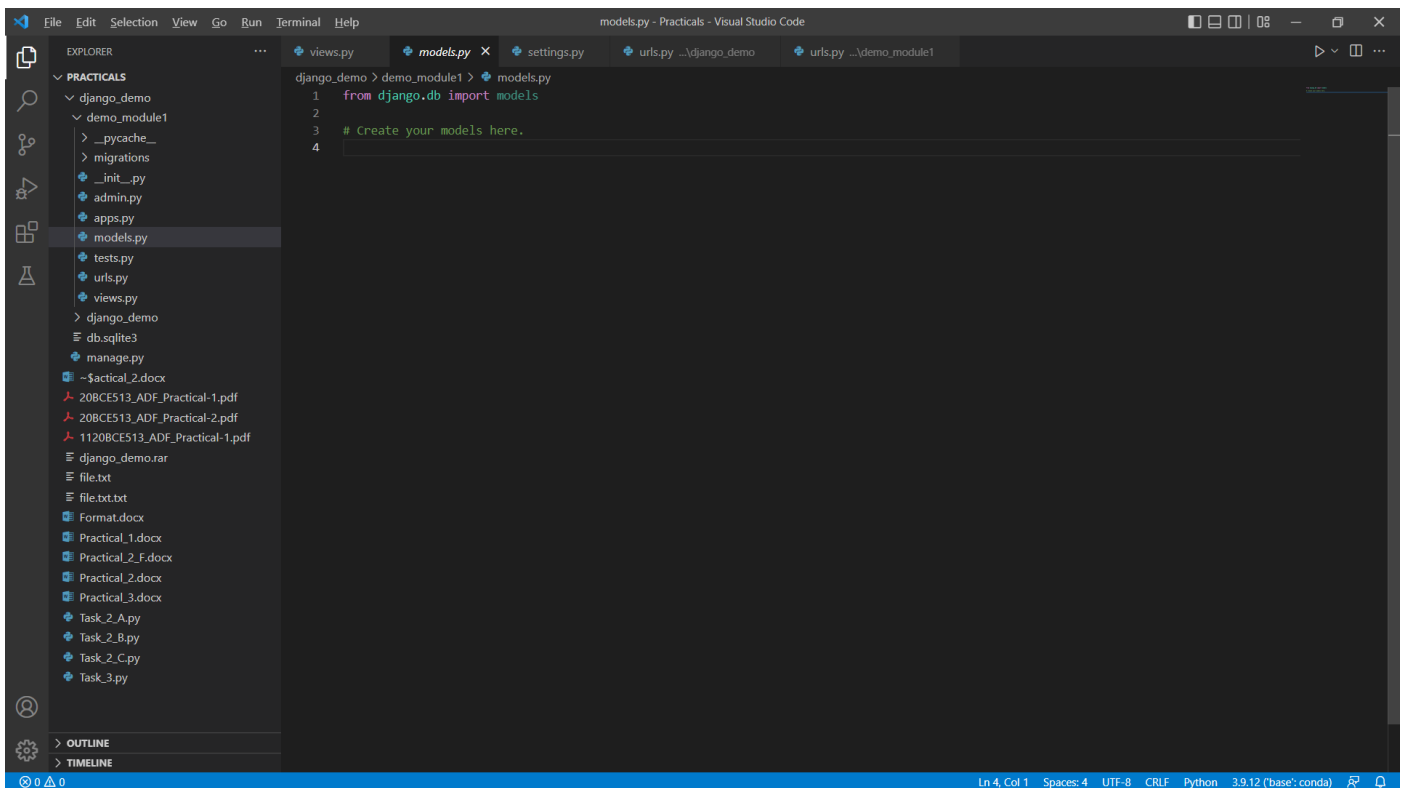 File Edit Selection View Go Run Terminal Help
models.py - Practicals - Visual Studio Code
EXPLORER
PRACTICALS
django_demo
demo_module1
__pycache__
migrations
__init__.py
admin.py
apps.py
models.py
tests.py
urls.py
views.py
django_demo
db.sqlite3
manage.py
~$actical_2.docx
20BCE513_ADF_Practical-1.pdf
20BCE513_ADF_Practical-2.pdf
1120BCE513_ADF_Practical-1.pdf
django_demo.rar
file.txt
file.txt.txt
Format.docx
Practical_1.docx
Practical_2_F.docx
Practical_2.docx
Practical_3.docx
Task_2_A.py
Task_2_B.py
Task_2_C.py
Task_3.py
OUTLINE
TIMELINE
views.py models.py settings.py urls.py ...\django_demo urls.py ...\demo_module1
django_demo > demo_module1 > models.py
1 from django.db import models
2
3 # Create your models here.
4
0 0 Ln 4, Col 1 Spaces: 4 UTF-8 CRLF Python 3.9.12 ('base': conda)